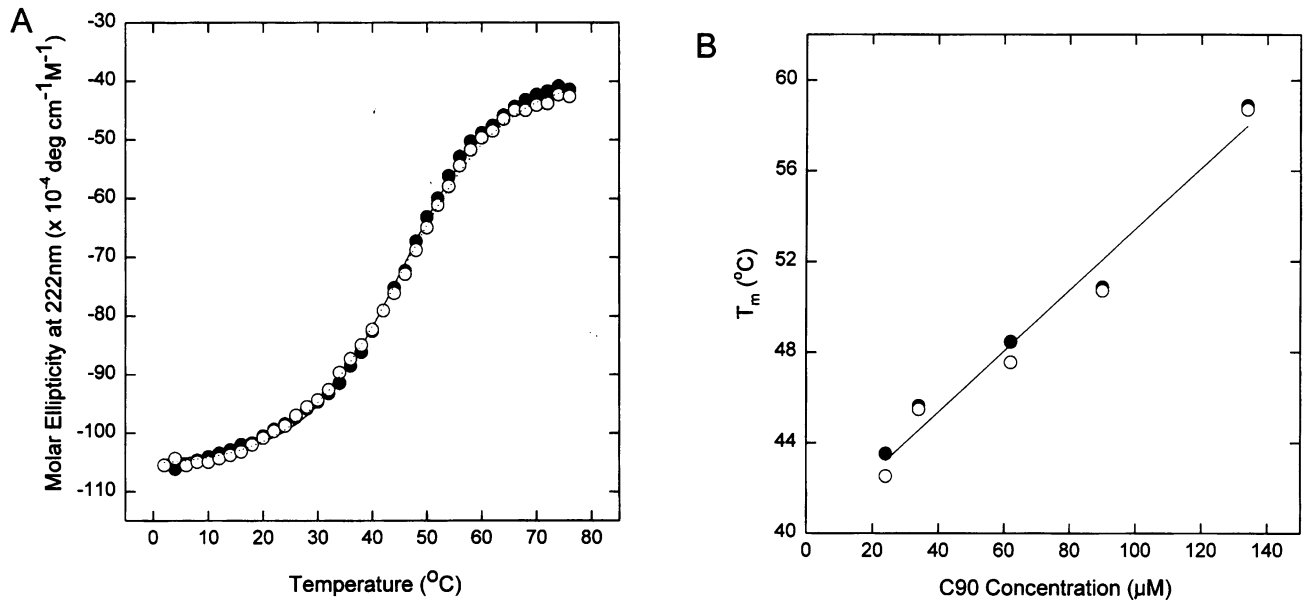 A
Molar Ellipticity at 222nm (x 10⁻⁴ deg cm⁻¹M⁻¹)
-30
-40
-50
-60
-70
-80
-90
-100
-110
0 10 20 30 40 50 60 70 80
Temperature (°C)
B
Tₘ (°C)
60
56
52
48
44
40
0 20 40 60 80 100 120 140
C90 Concentration (µM)